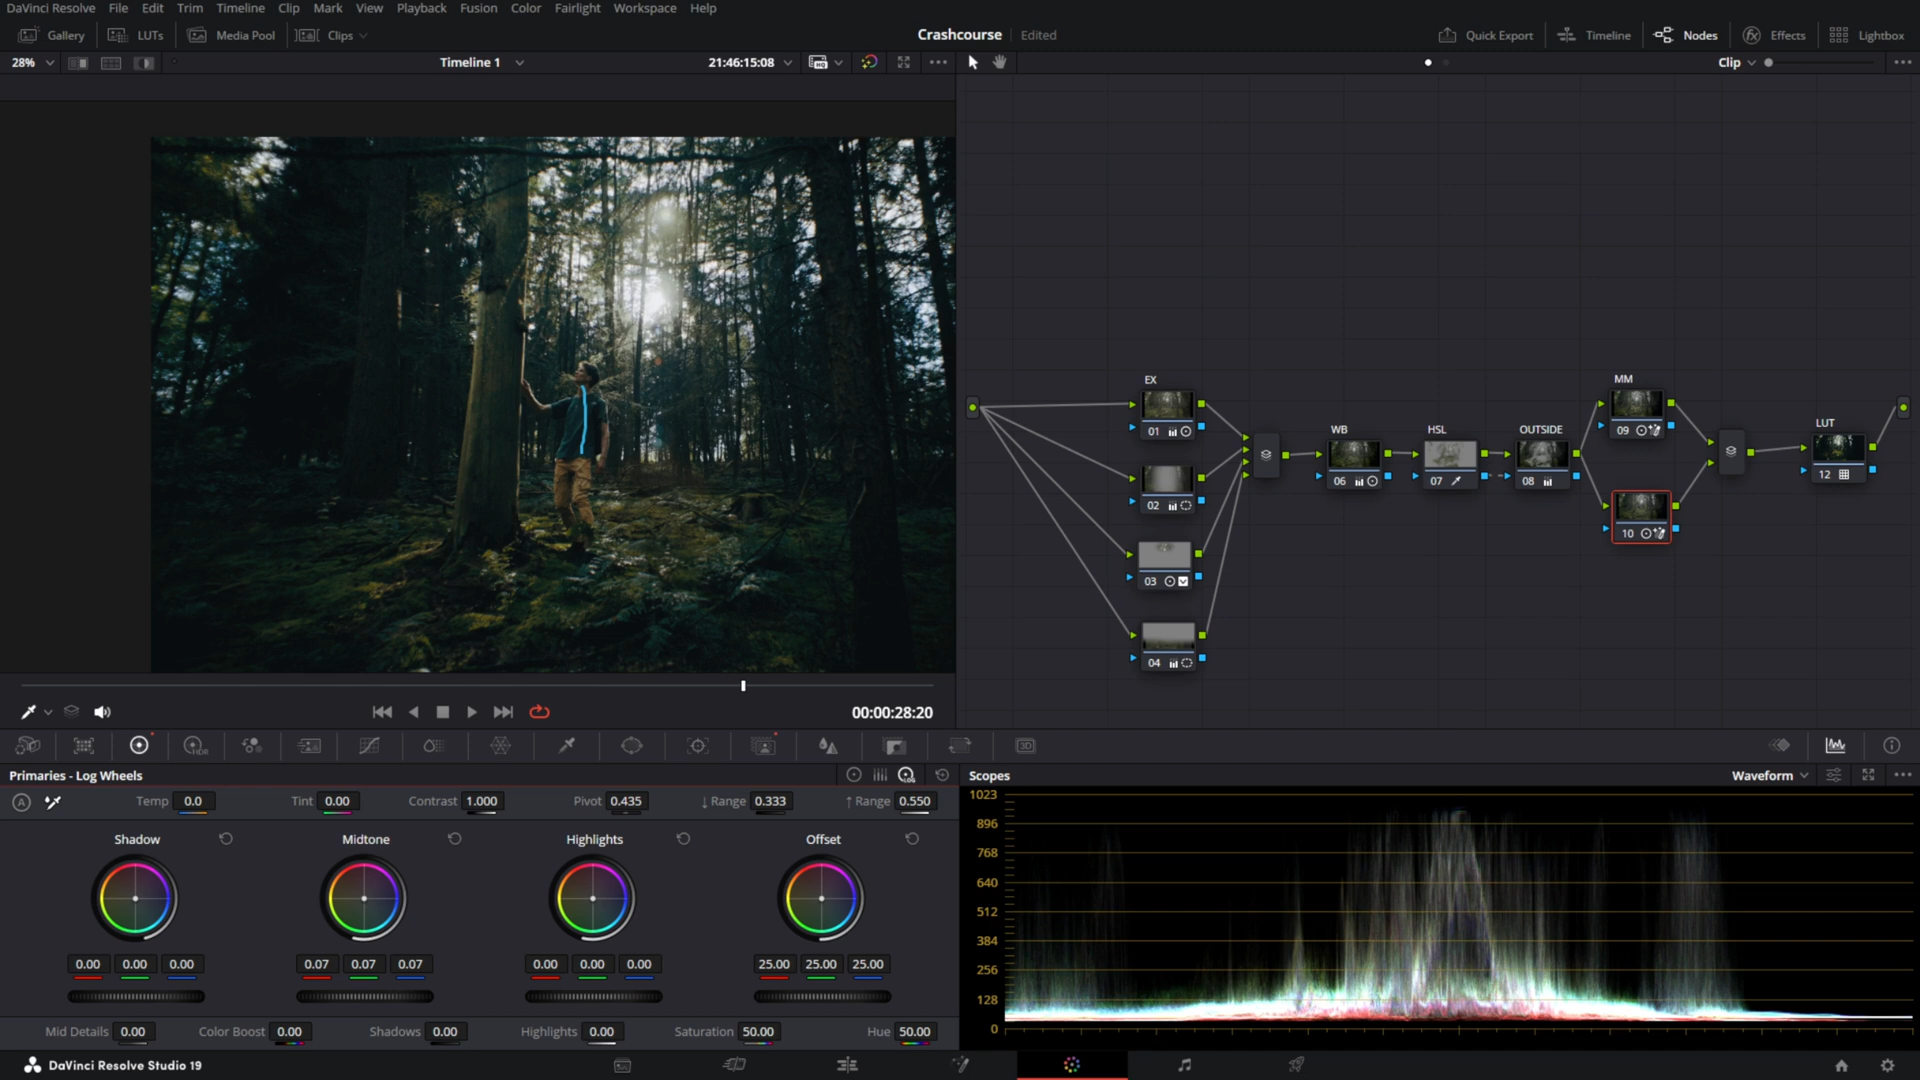 DaVinci Resolve File Edit Trim Timeline Clip Mark View Playback Fusion Color Fairlight Workspace Help
Gallery LUTs Media Pool Clips Crashcourse Edited Quick Export Timeline Nodes Effects Lightbox
28% Timeline 1 21:46:15:08 Clip
EX
01
02
03
04
WB
06
HSL
07
OUTSIDE
08
MM
09
10
LUT
12
00:00:28:20
HDR
3D
Primaries - Log Wheels
LOG
A Temp 0.0 Tint 0.00 Contrast 1.000 Pivot 0.435 ↓ Range 0.333 ↑ Range 0.550
Shadow Midtone Highlights Offset
0.00 0.00 0.00 0.07 0.07 0.07 0.00 0.00 0.00 25.00 25.00 25.00
Mid Details 0.00 Color Boost 0.00 Shadows 0.00 Highlights 0.00 Saturation 50.00 Hue 50.00
Scopes Waveform
1023
896
768
640
512
384
256
128
0
DaVinci Resolve Studio 19